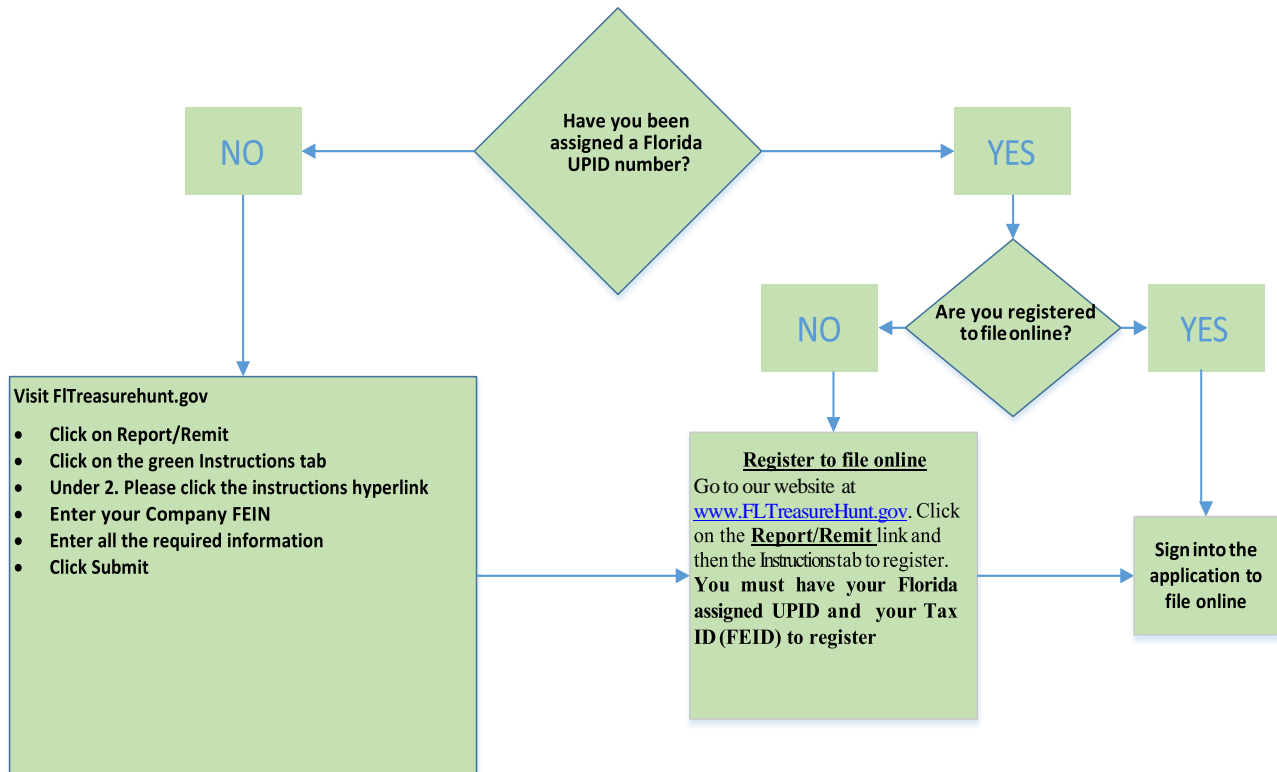 Have you been
assigned a Florida
UPID number?
NO
YES
Are you registered
to file online?
NO
YES
Visit FlTreasurehunt.gov
• Click on Report/Remit
• Click on the green Instructions tab
• Under 2. Please click the instructions hyperlink
• Enter your Company FEIN
• Enter all the required information
• Click Submit
Register to file online
Go to our website at
www.FLTreasureHunt.gov. Click
on the Report/Remit link and
then the Instructions tab to register.
You must have your Florida
assigned UPID and your Tax
ID (FEID) to register
Sign into the
application to
file online